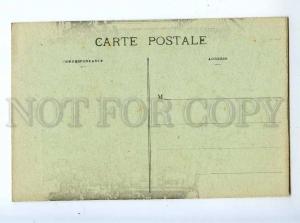 CARTE POSTALE
CORRESPONDANCE
ADRESSE
M
NOT FOR COPY